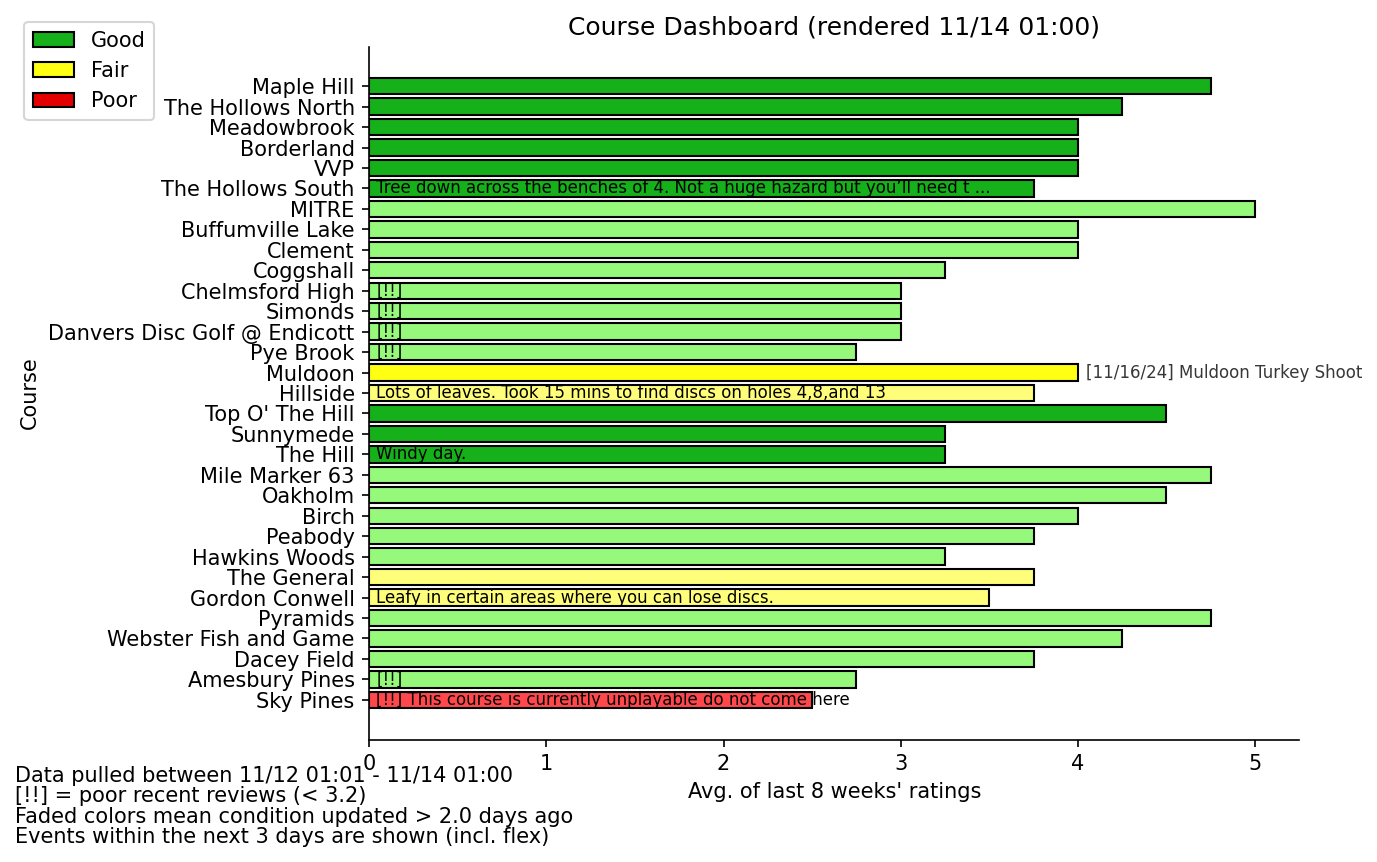 Course Dashboard (rendered 11/14 01:00)
Good
Fair
Poor
Maple Hill
The Hollows North
Meadowbrook
Borderland
VVP
The Hollows South Tree down across the benches of 4. Not a huge hazard but you’ll need t ...
MITRE
Buffumville Lake
Clement
Coggshall
Chelmsford High [!!]
Simonds [!!]
Danvers Disc Golf @ Endicott [!!]
Pye Brook [!!]
Muldoon [11/16/24] Muldoon Turkey Shoot
Hillside Lots of leaves. Took 15 mins to find discs on holes 4,8,and 13
Top O' The Hill
Sunnymede
The Hill Windy day.
Mile Marker 63
Oakholm
Birch
Peabody
Hawkins Woods
The General
Gordon Conwell Leafy in certain areas where you can lose discs.
Pyramids
Webster Fish and Game
Dacey Field
Amesbury Pines [!!]
Sky Pines [!!] This course is currently unplayable do not come here
Course
0 1 2 3 4 5
Avg. of last 8 weeks' ratings
Data pulled between 11/12 01:01 - 11/14 01:00
[!!] = poor recent reviews (< 3.2)
Faded colors mean condition updated > 2.0 days ago
Events within the next 3 days are shown (incl. flex)